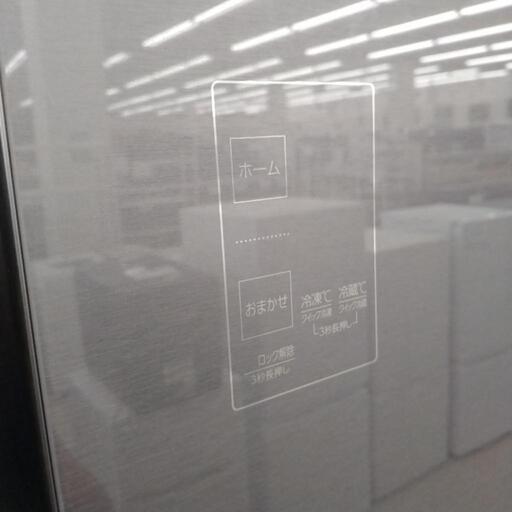 ホーム
おまかせ
冷凍℃ 冷蔵℃
クイック冷凍 クイック冷蔵
3秒長押し
ロック解除
3秒長押し